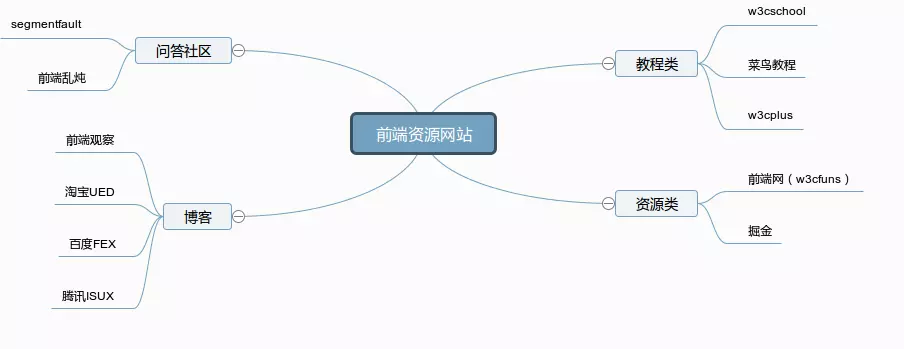 前端资源网站
问答社区
segmentfault
前端乱炖
博客
前端观察
淘宝UED
百度FEX
腾讯ISUX
教程类
w3cschool
菜鸟教程
w3cplus
资源类
前端网（w3cfuns）
掘金